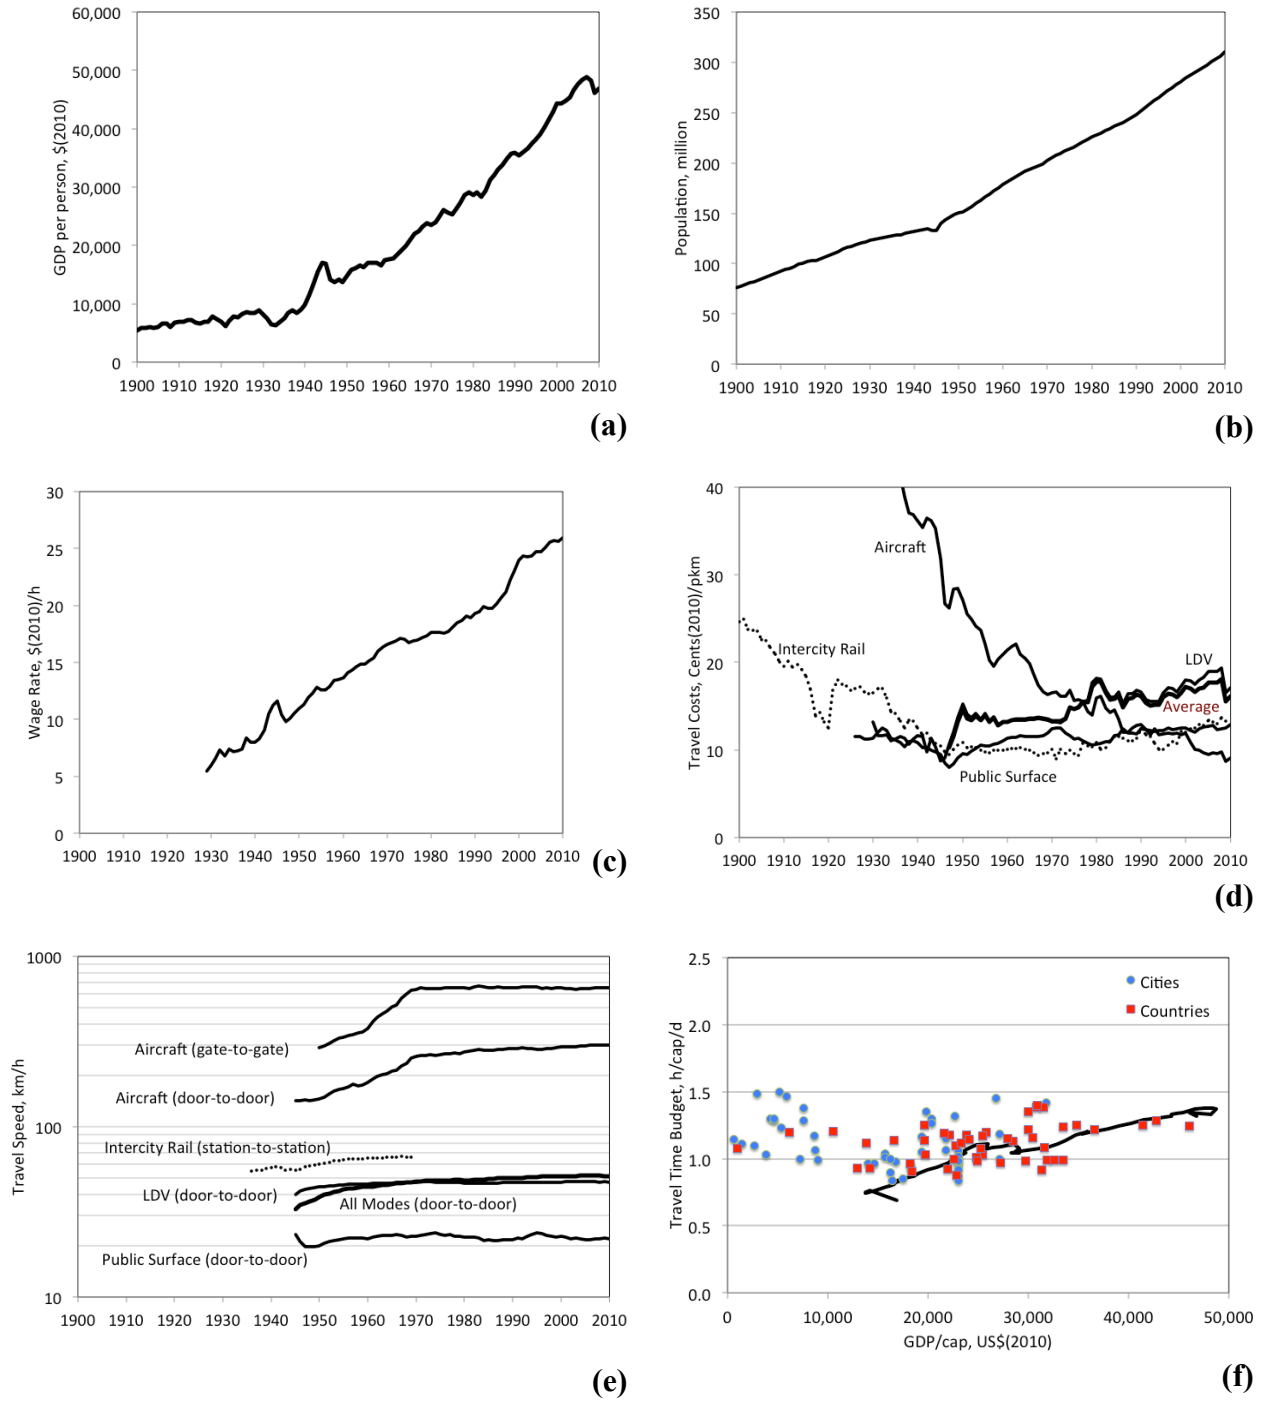 60,000
50,000
40,000
30,000
20,000
10,000
0
GDP per person, $(2010)
1900 1910 1920 1930 1940 1950 1960 1970 1980 1990 2000 2010
(a)
350
300
250
200
150
100
50
0
Population, million
1900 1910 1920 1930 1940 1950 1960 1970 1980 1990 2000 2010
(b)
30
25
20
15
10
5
0
Wage Rate, $(2010)/h
1900 1910 1920 1930 1940 1950 1960 1970 1980 1990 2000 2010
(c)
40
30
20
10
0
Travel Costs, Cents(2010)/pkm
Aircraft
Intercity Rail
LDV
Average
Public Surface
1900 1910 1920 1930 1940 1950 1960 1970 1980 1990 2000 2010
(d)
1000
100
10
Travel Speed, km/h
Aircraft (gate-to-gate)
Aircraft (door-to-door)
Intercity Rail (station-to-station)
LDV (door-to-door)
All Modes (door-to-door)
Public Surface (door-to-door)
1900 1910 1920 1930 1940 1950 1960 1970 1980 1990 2000 2010
(e)
2.5
2.0
1.5
1.0
0.5
0.0
Travel Time Budget, h/cap/d
Cities
Countries
0 10,000 20,000 30,000 40,000 50,000
GDP/cap, US$(2010)
(f)